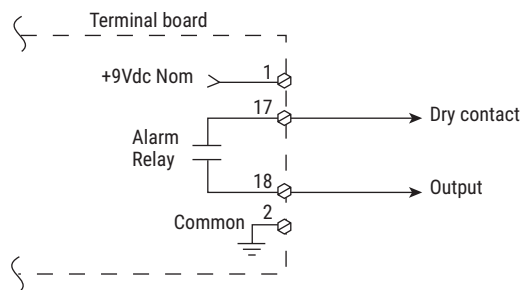 Terminal board
+9Vdc Nom
1
17
Dry contact
Alarm
Relay
18
Output
Common
2